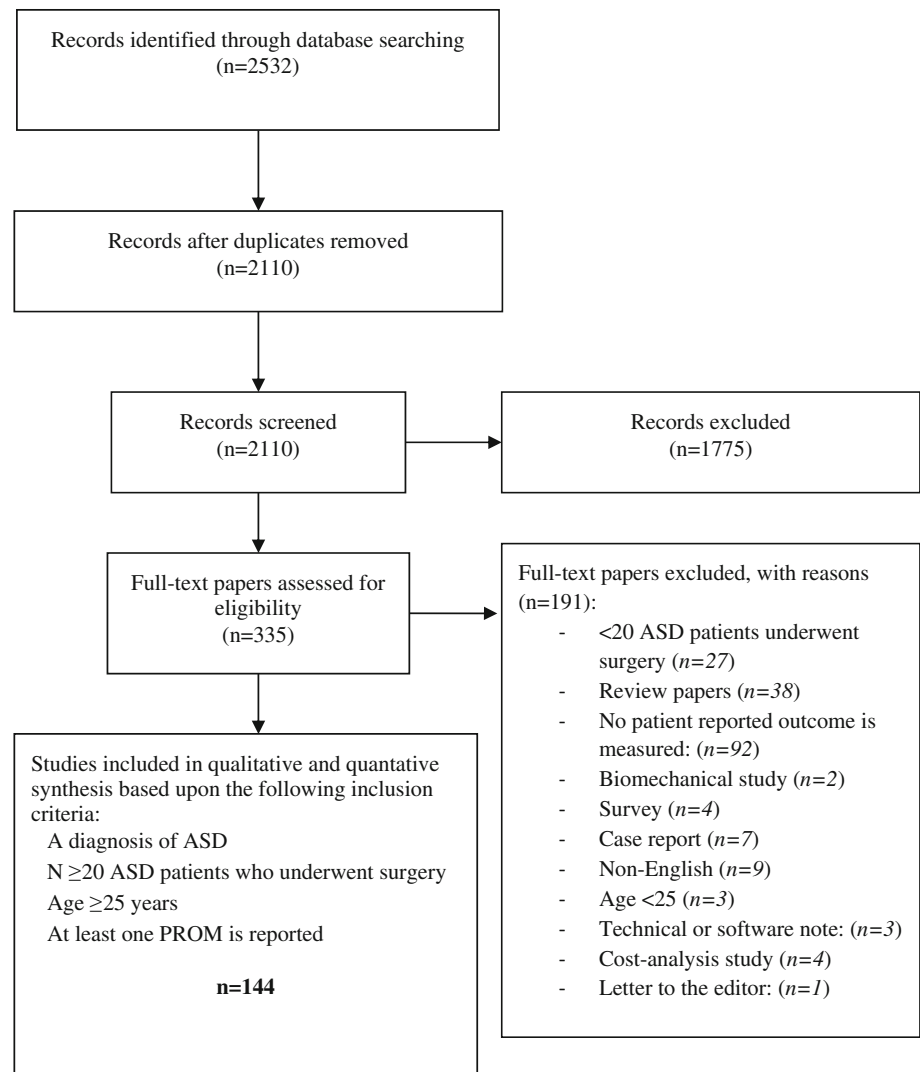 Records identified through database searching
(n=2532)
Records after duplicates removed
(n=2110)
Records screened
(n=2110)
Records excluded
(n=1775)
Full-text papers assessed for
eligibility
(n=335)
Full-text papers excluded, with reasons
(n=191):
- <20 ASD patients underwent
surgery (n=27)
- Review papers (n=38)
- No patient reported outcome is
measured: (n=92)
- Biomechanical study (n=2)
- Survey (n=4)
- Case report (n=7)
- Non-English (n=9)
- Age <25 (n=3)
- Technical or software note: (n=3)
- Cost-analysis study (n=4)
- Letter to the editor: (n=1)
Studies included in qualitative and quantative
synthesis based upon the following inclusion
criteria:
A diagnosis of ASD
N ≥20 ASD patients who underwent surgery
Age ≥25 years
At least one PROM is reported
n=144